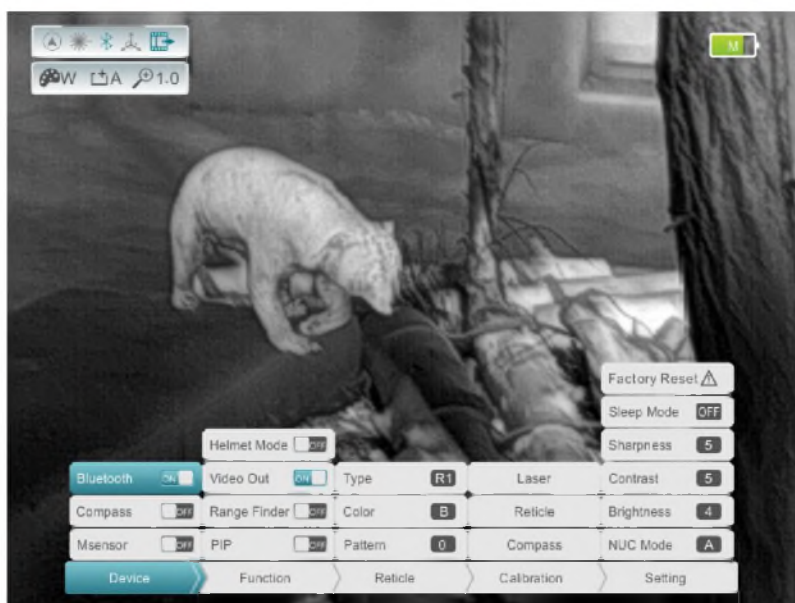 W A 1.0
M
Factory Reset
Sleep Mode OFF
Helmet Mode OFF Sharpness 5
Bluetooth ON Video Out ON Type R1 Laser Contrast 5
Compass OFF Range Finder OFF Color B Reticle Brightness 4
Msensor OFF PIP OFF Pattern 0 Compass NUC Mode A
Device Function Reticle Calibration Setting